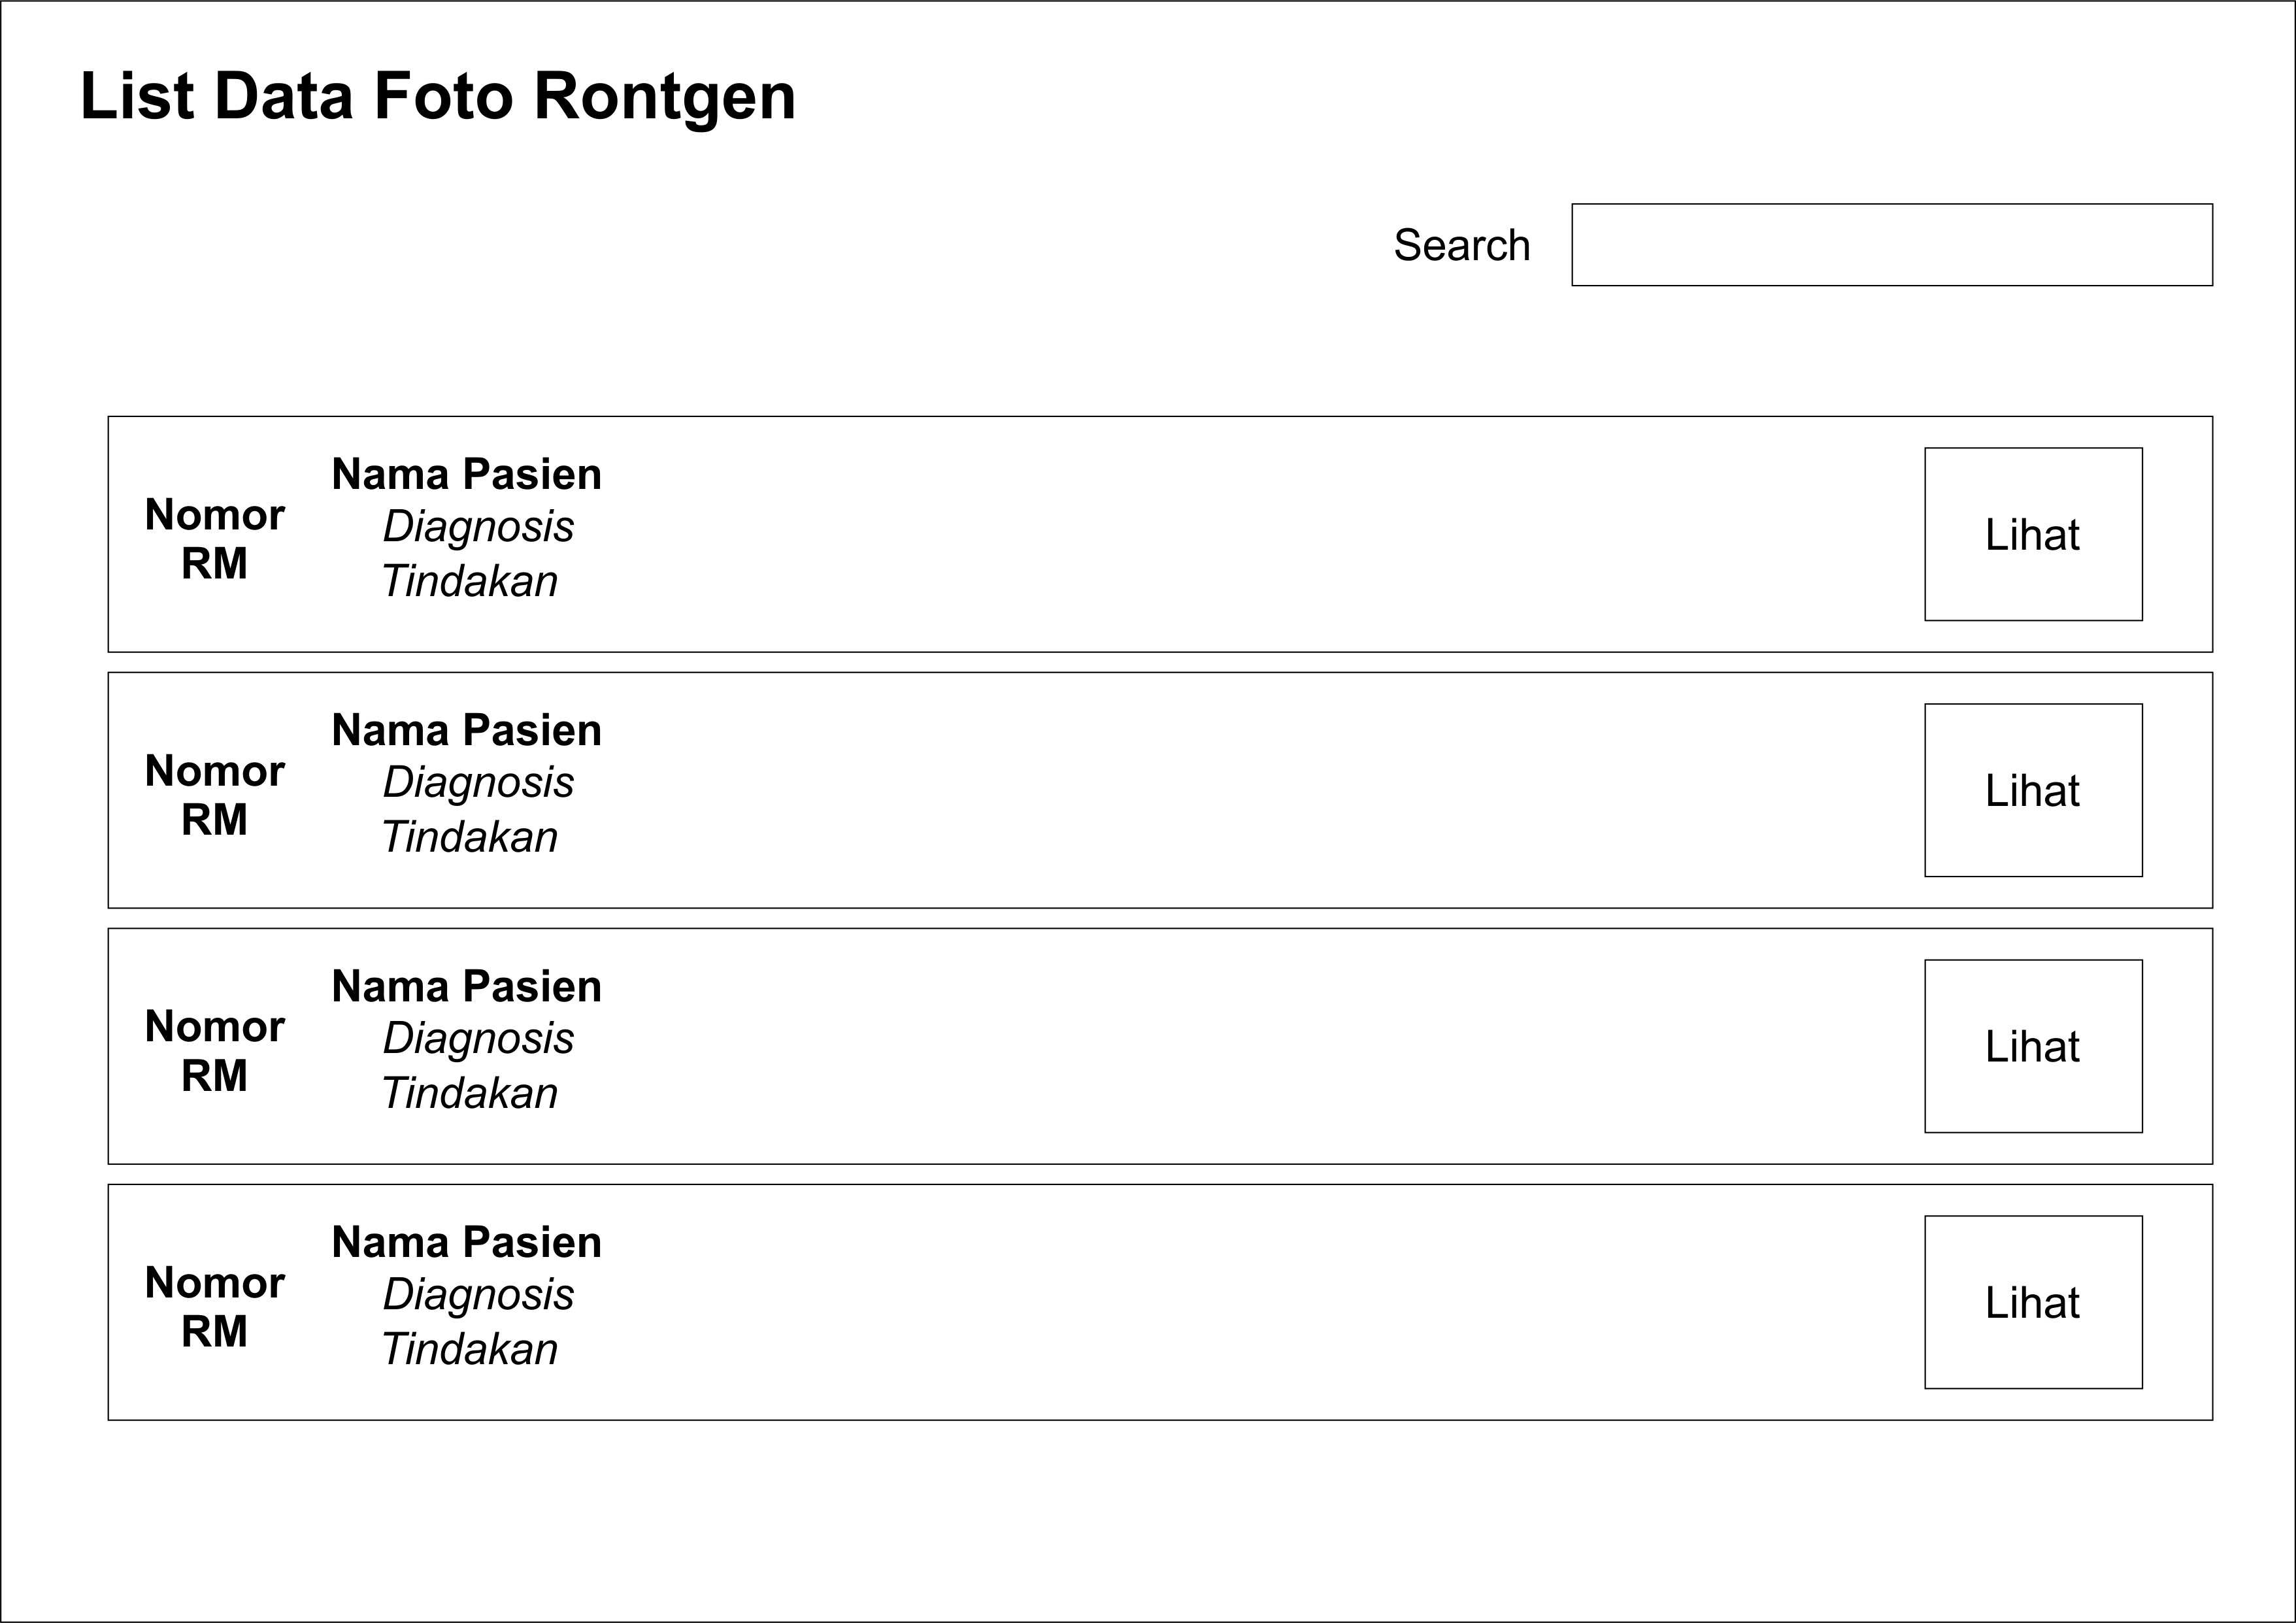 List Data Foto Rontgen
Search
Nomor
RM
Nama Pasien
Diagnosis
Tindakan
Lihat
Nomor
RM
Nama Pasien
Diagnosis
Tindakan
Lihat
Nomor
RM
Nama Pasien
Diagnosis
Tindakan
Lihat
Nomor
RM
Nama Pasien
Diagnosis
Tindakan
Lihat